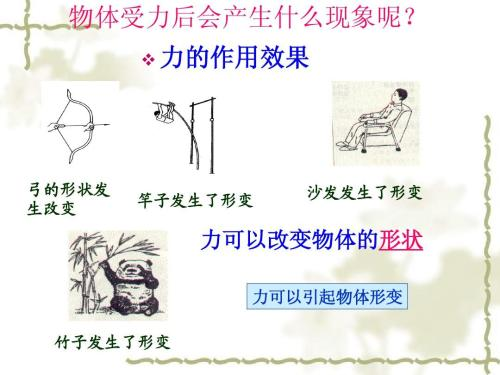 物体受力后会产生什么现象呢？
力的作用效果
弓的形状发
生改变
竿子发生了形变
沙发发生了形变
力可以改变物体的形状
力可以引起物体形变
竹子发生了形变